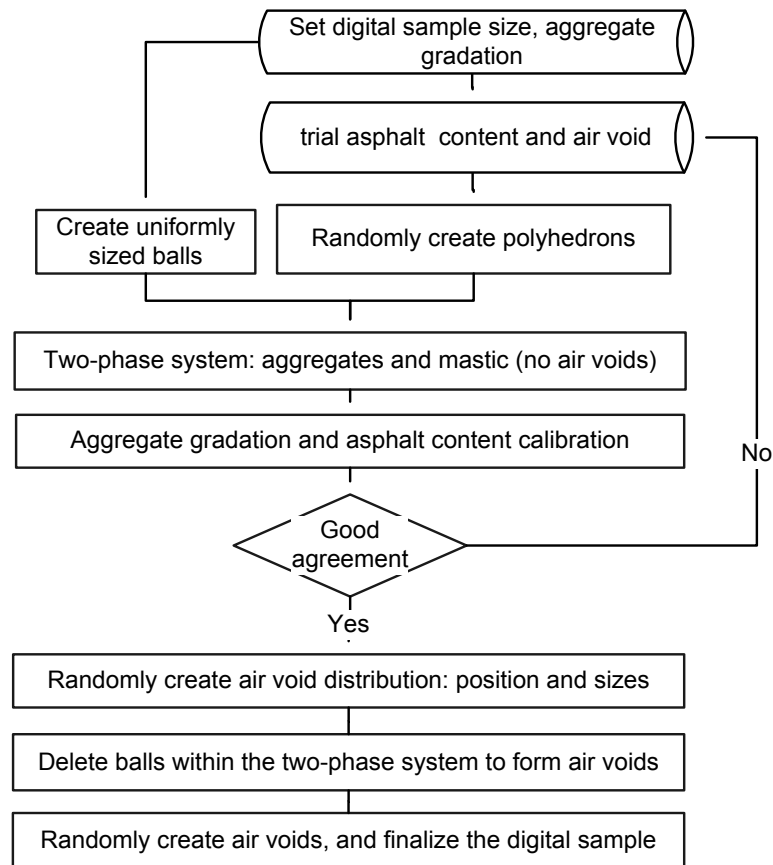 Set digital sample size, aggregate
gradation
trial asphalt content and air void
Create uniformly
sized balls
Randomly create polyhedrons
Two-phase system: aggregates and mastic (no air voids)
Aggregate gradation and asphalt content calibration
No
Good
agreement
Yes
Randomly create air void distribution: position and sizes
Delete balls within the two-phase system to form air voids
Randomly create air voids, and finalize the digital sample